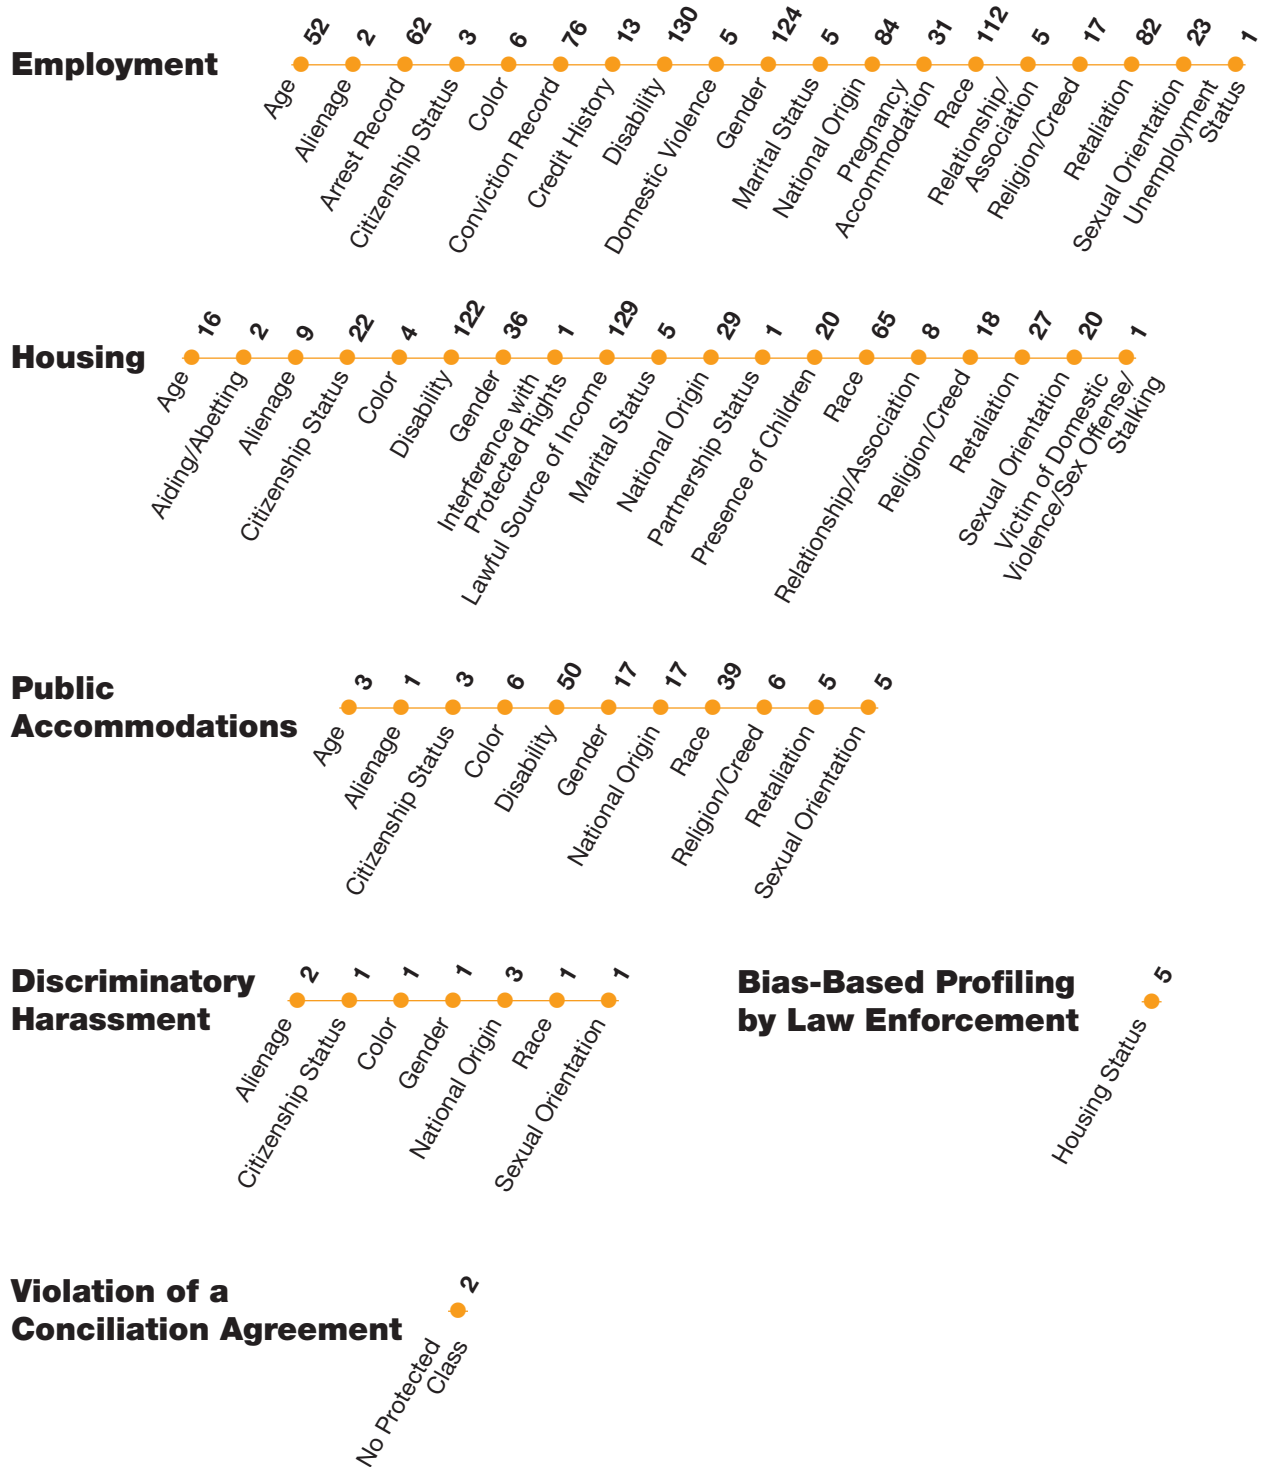 Employment
52
2
62
3
6
76
13
130
5
124
5
84
31
112
5
17
82
23
1
Age
Alienage
Arrest Record
Citizenship Status
Color
Conviction Record
Credit History
Disability
Domestic Violence
Gender
Marital Status
National Origin
Pregnancy
Accommodation
Race
Relationship/
Association
Religion/Creed
Retaliation
Sexual Orientation
Unemployment
Status
Housing
16
2
9
22
4
122
36
1
129
5
29
1
20
65
8
18
27
20
1
Age
Aiding/Abetting
Alienage
Citizenship Status
Color
Disability
Gender
Interference with
Protected Rights
Lawful Source of Income
Marital Status
National Origin
Partnership Status
Presence of Children
Race
Relationship/Association
Religion/Creed
Retaliation
Sexual Orientation
Victim of Domestic
Violence/Sex Offense/
Stalking
Public
Accommodations
3
1
3
6
50
17
17
39
6
5
5
Age
Alienage
Citizenship Status
Color
Disability
Gender
National Origin
Race
Religion/Creed
Retaliation
Sexual Orientation
Discriminatory
Harassment
2
1
1
1
3
1
1
Alienage
Citizenship Status
Color
Gender
National Origin
Race
Sexual Orientation
Bias-Based Profiling
by Law Enforcement
5
Housing Status
Violation of a
Conciliation Agreement
2
No Protected
Class